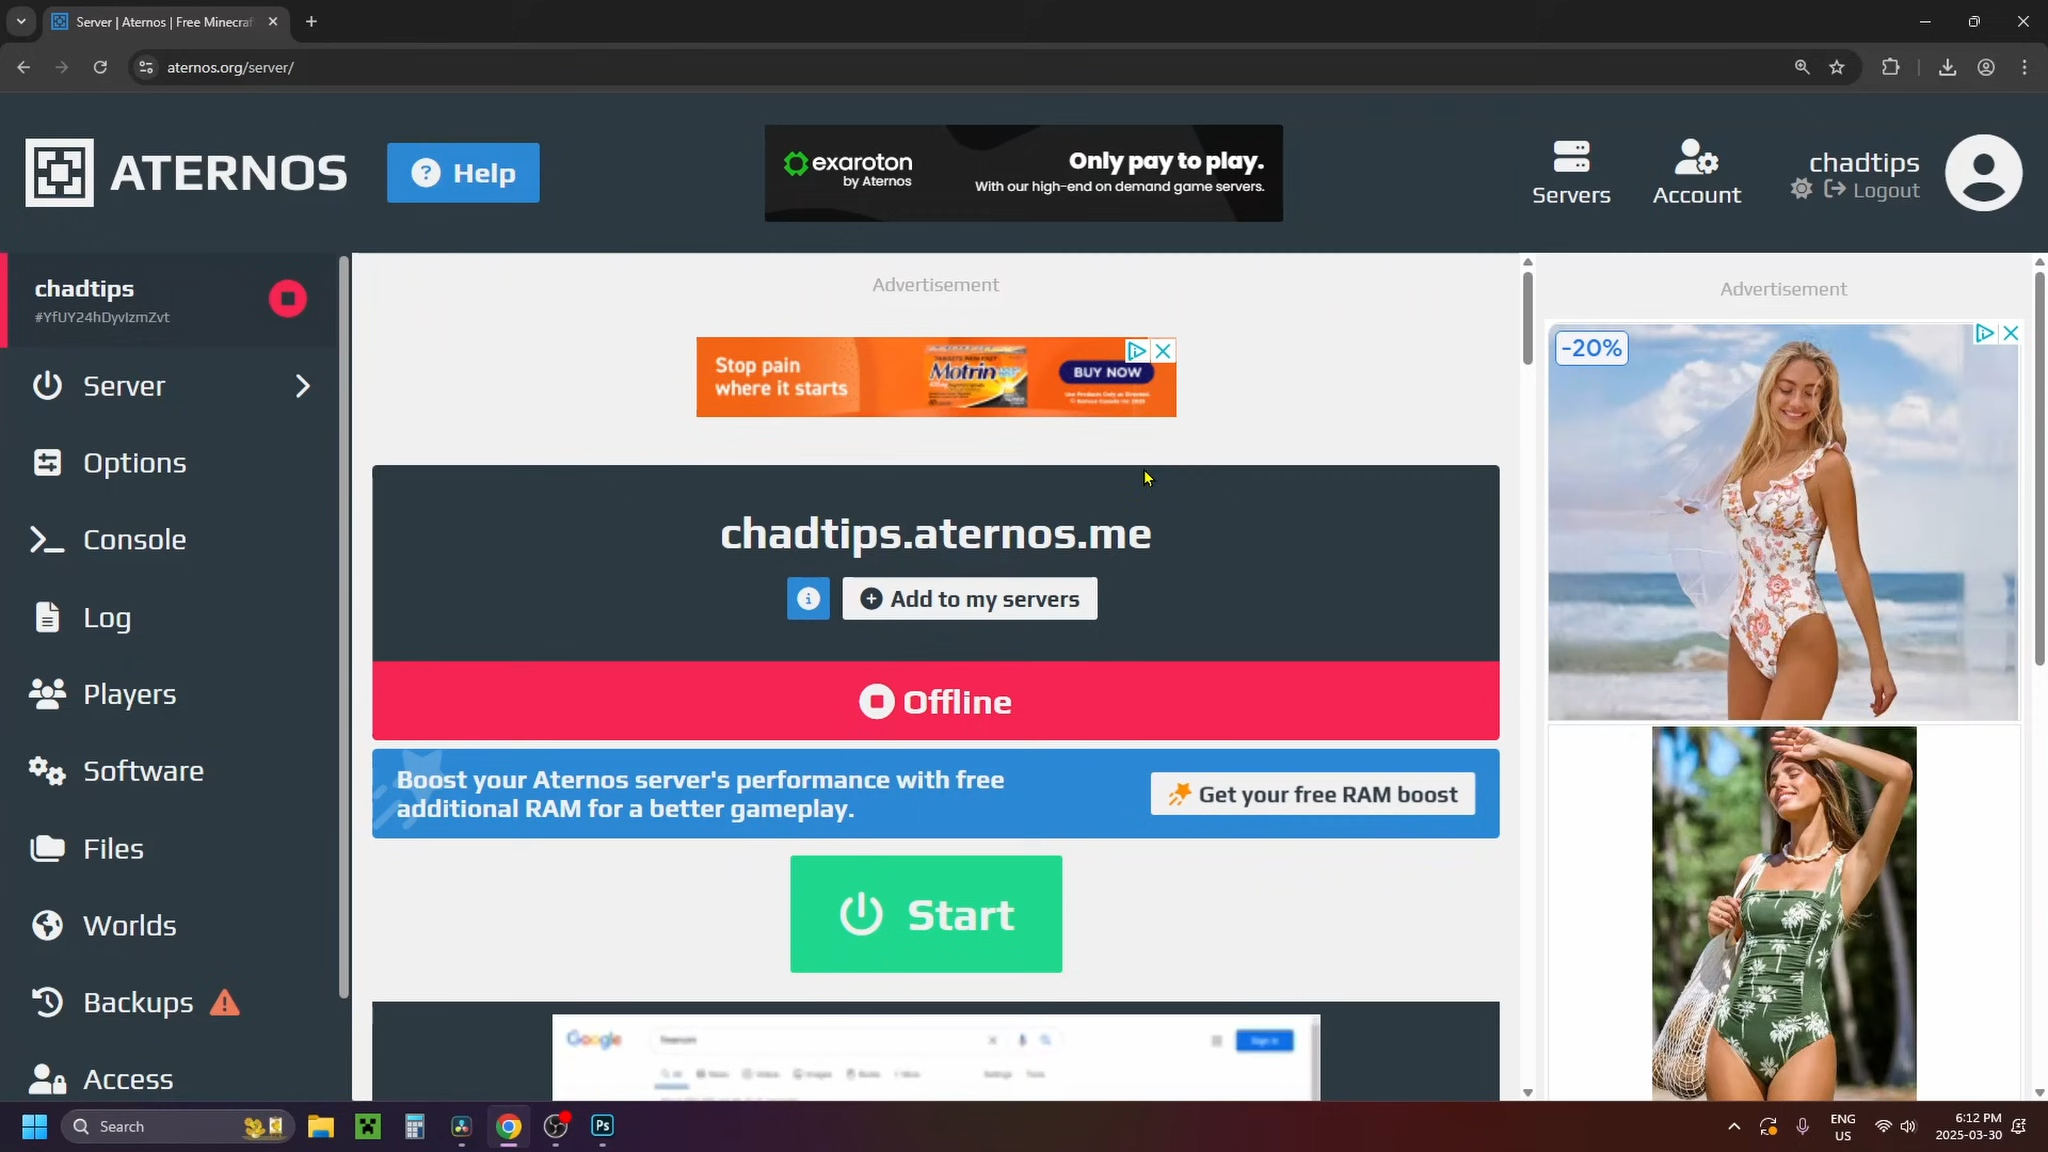 Server | Aternos | Free Minecraf
aternos.org/server/
ATERNOS
Help
exaroton
by Aternos
Only pay to play.
With our high-end on demand game servers.
Servers
Account
chadtips
Logout
chadtips
Server
Options
Console
Log
Players
Software
Files
Worlds
Backups
Access
Advertisement
Stop pain
where it starts
Motrin
BUY NOW
chadtips.aternos.me
Add to my servers
Offline
Boost your Aternos server's performance with free
additional RAM for a better gameplay.
Get your free RAM boost
Start
Google
Sign in
Advertisement
-20%
Search
Ps
ENG
US
6:12 PM
2025-03-30